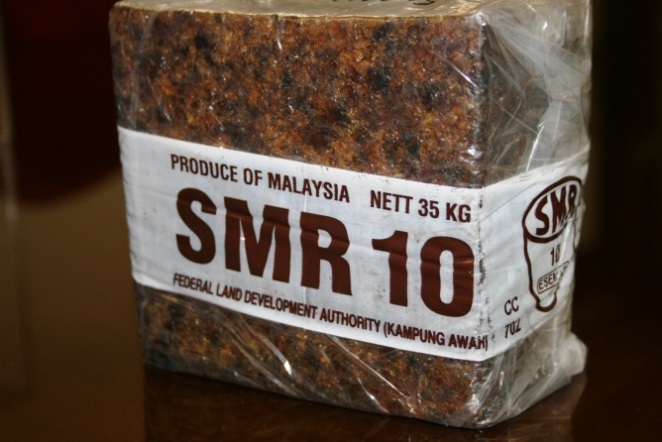 PRODUCE OF MALAYSIA NETT 35 KG
SMR 10
FEDERAL LAND DEVELOPMENT AUTHORITY (KAMPUNG AWAH)
SMR
10
CC
70Z